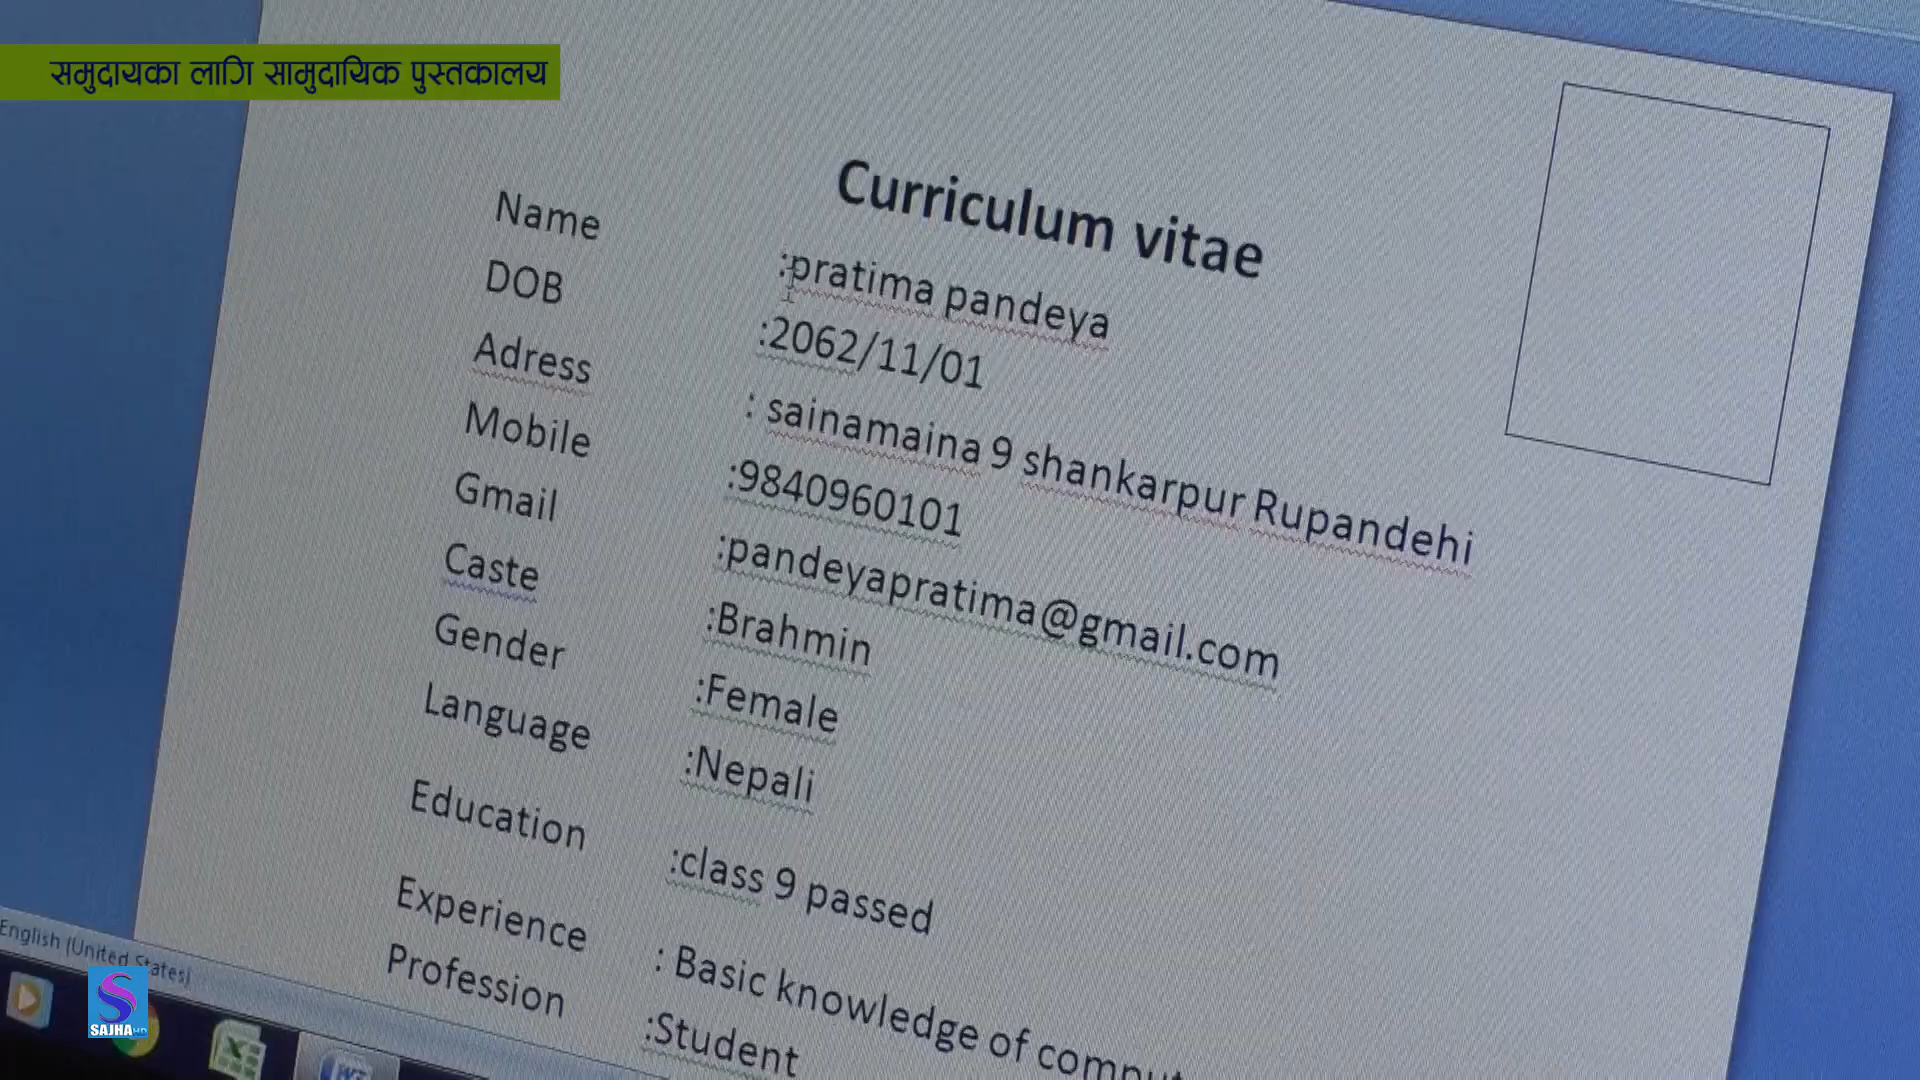 समुदायका लागि सामुदायिक पुस्तकालय
Curriculum vitae
Name :pratima pandeya
DOB :2062/11/01
Adress : sainamaina 9 shankarpur Rupandehi
Mobile :9840960101
Gmail :pandeyapratima@gmail.com
Caste :Brahmin
Gender :Female
Language :Nepali
Education :class 9 passed
Experience : Basic knowledge of
Profession :Student
English (United States)
SAJHA HD